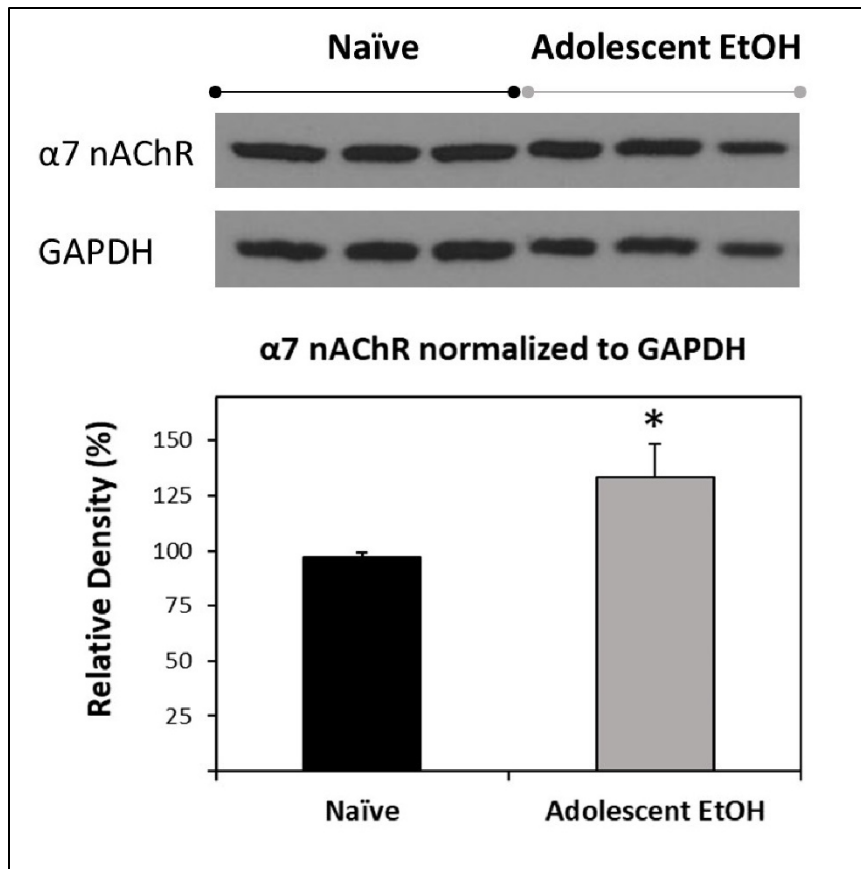 Naïve Adolescent EtOH
α7 nAChR
GAPDH
α7 nAChR normalized to GAPDH
Relative Density (%)
150
125
100
75
50
25
*
Naïve Adolescent EtOH